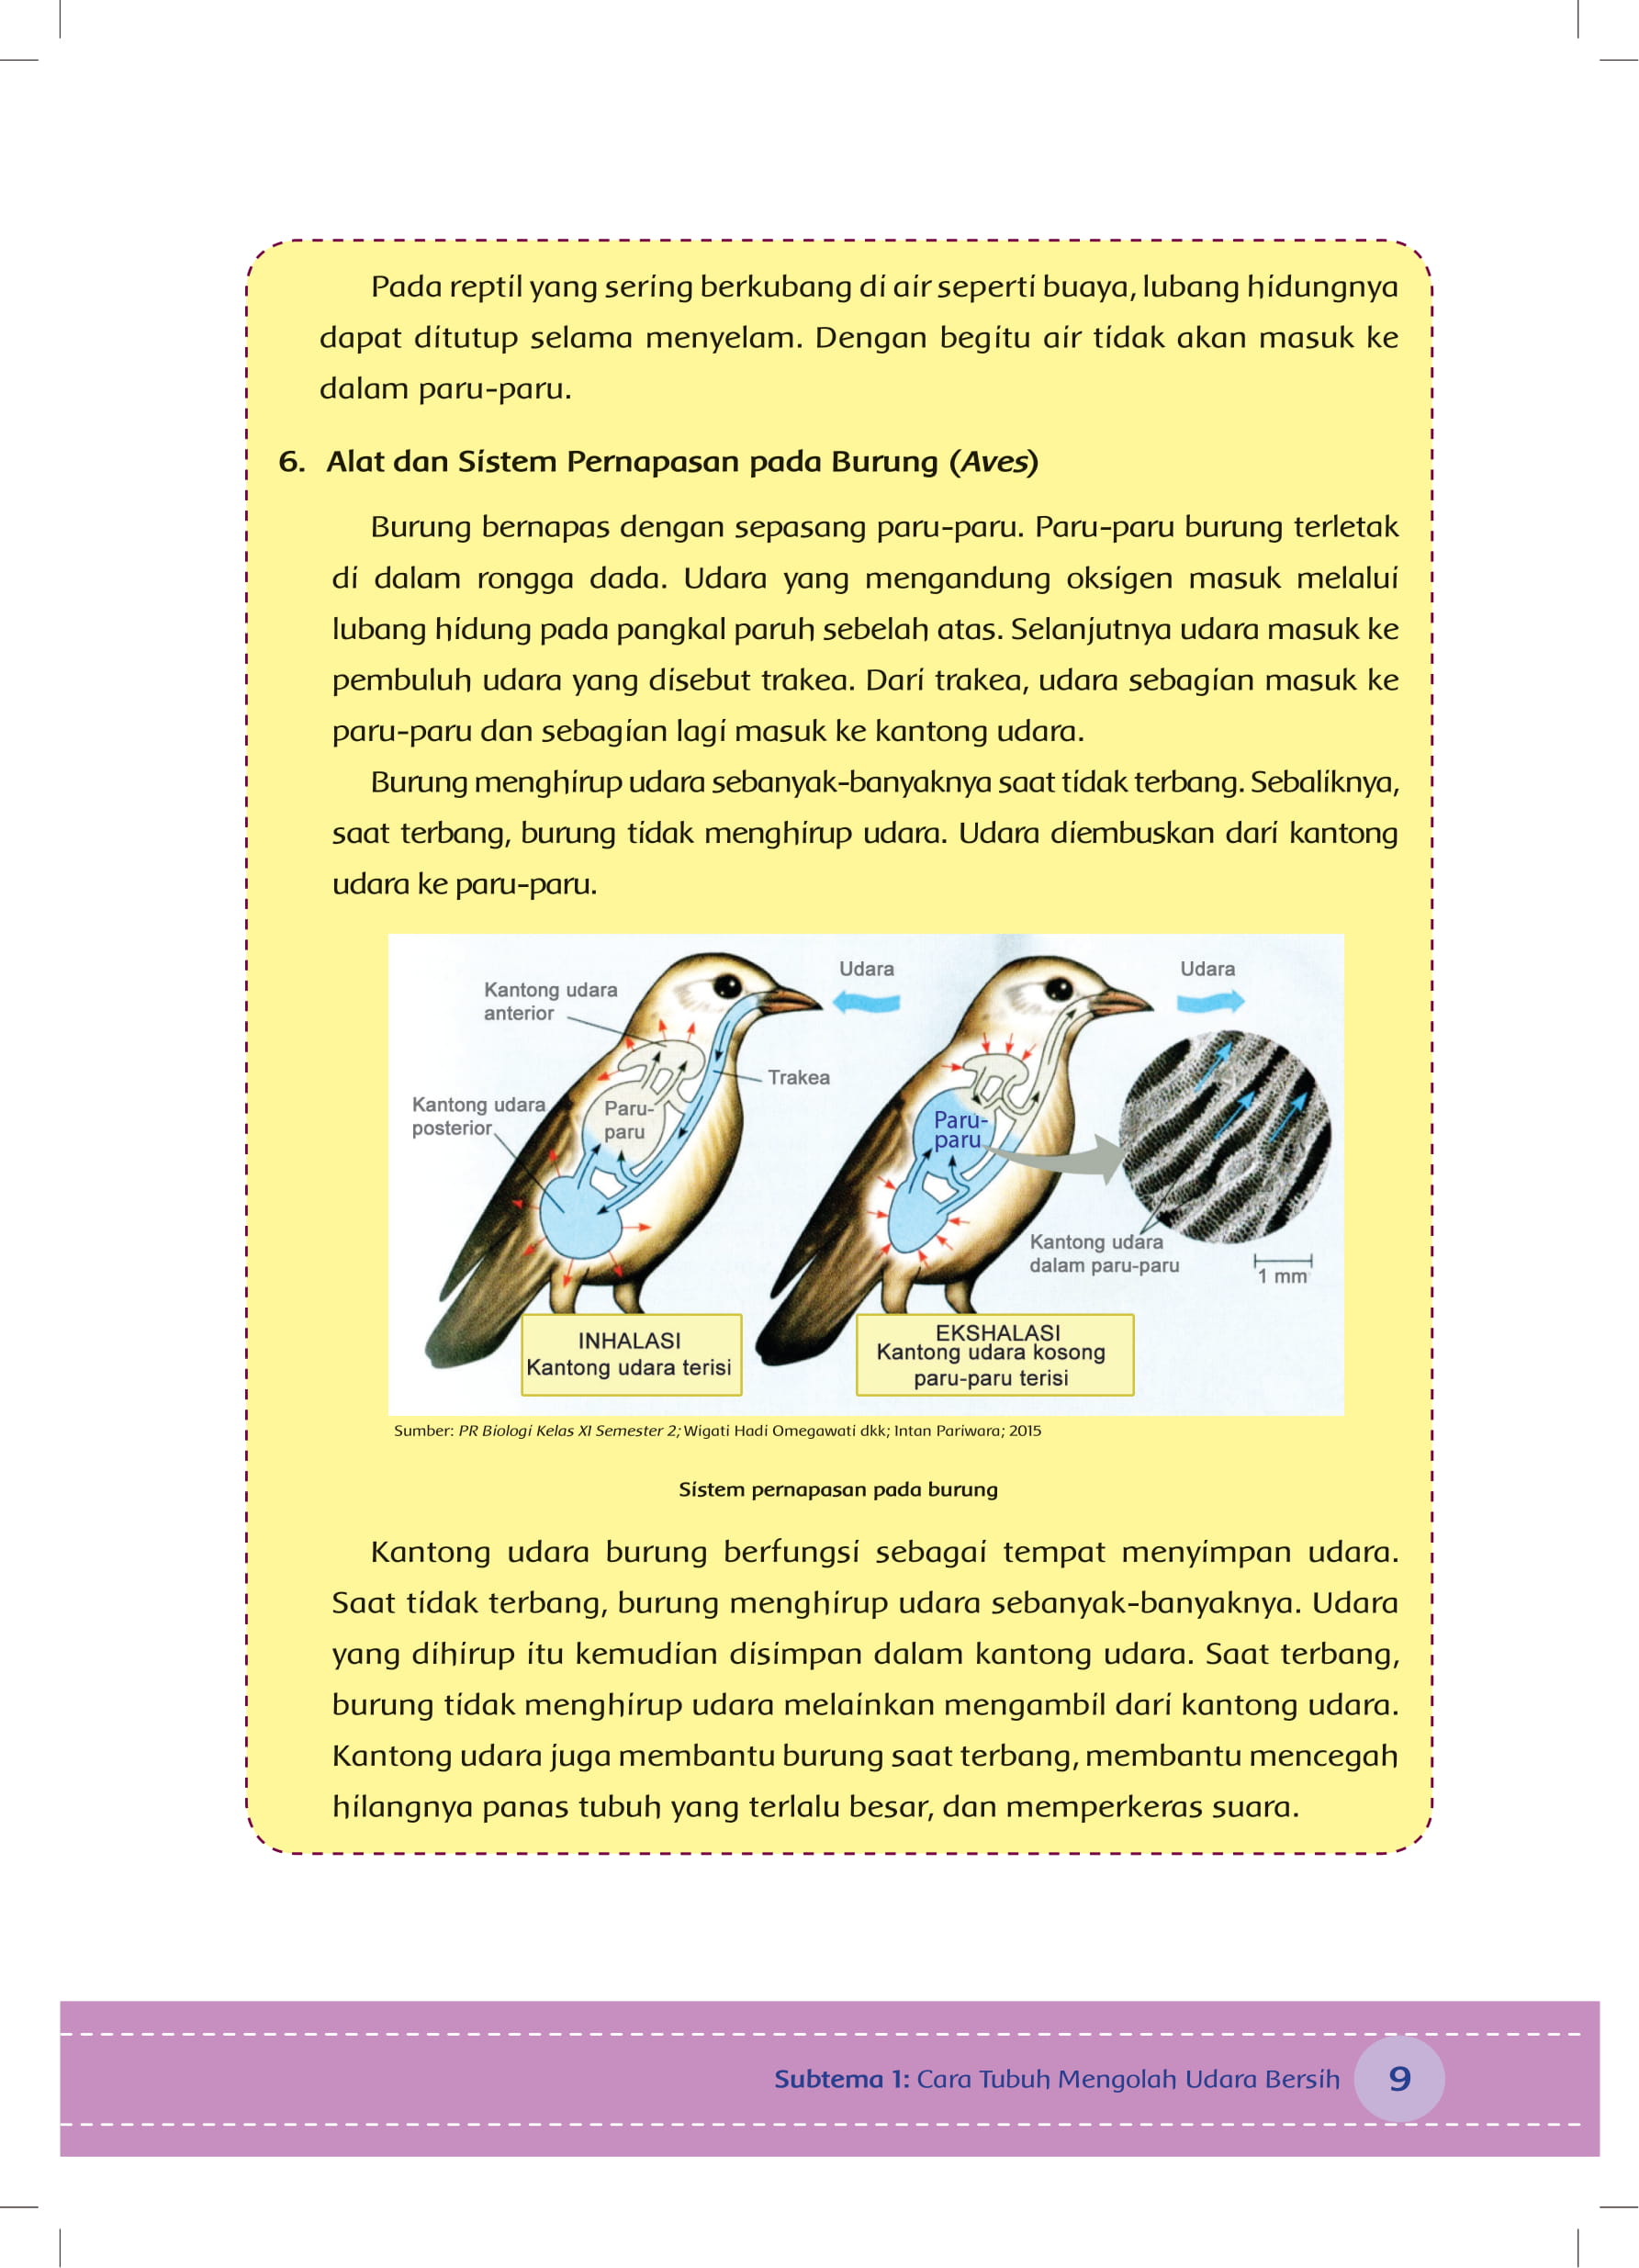 Pada reptil yang sering berkubang di air seperti buaya, lubang hidungnya
dapat ditutup selama menyelam. Dengan begitu air tidak akan masuk ke
dalam paru-paru.
6. Alat dan Sistem Pernapasan pada Burung (Aves)
Burung bernapas dengan sepasang paru-paru. Paru-paru burung terletak
di dalam rongga dada. Udara yang mengandung oksigen masuk melalui
lubang hidung pada pangkal paruh sebelah atas. Selanjutnya udara masuk ke
pembuluh udara yang disebut trakea. Dari trakea, udara sebagian masuk ke
paru-paru dan sebagian lagi masuk ke kantong udara.
Burung menghirup udara sebanyak-banyaknya saat tidak terbang. Sebaliknya,
saat terbang, burung tidak menghirup udara. Udara diembuskan dari kantong
udara ke paru-paru.
Kantong udara
anterior
Udara
Udara
Trakea
Kantong udara
posterior
Paru-
paru
Paru-
paru
Kantong udara
dalam paru-paru
1 mm
INHALASI
Kantong udara terisi
EKSHALASI
Kantong udara kosong
paru-paru terisi
Sumber: PR Biologi Kelas XI Semester 2; Wigati Hadi Omegawati dkk; Intan Pariwara; 2015
Sistem pernapasan pada burung
Kantong udara burung berfungsi sebagai tempat menyimpan udara.
Saat tidak terbang, burung menghirup udara sebanyak-banyaknya. Udara
yang dihirup itu kemudian disimpan dalam kantong udara. Saat terbang,
burung tidak menghirup udara melainkan mengambil dari kantong udara.
Kantong udara juga membantu burung saat terbang, membantu mencegah
hilangnya panas tubuh yang terlalu besar, dan memperkeras suara.
Subtema 1: Cara Tubuh Mengolah Udara Bersih 9